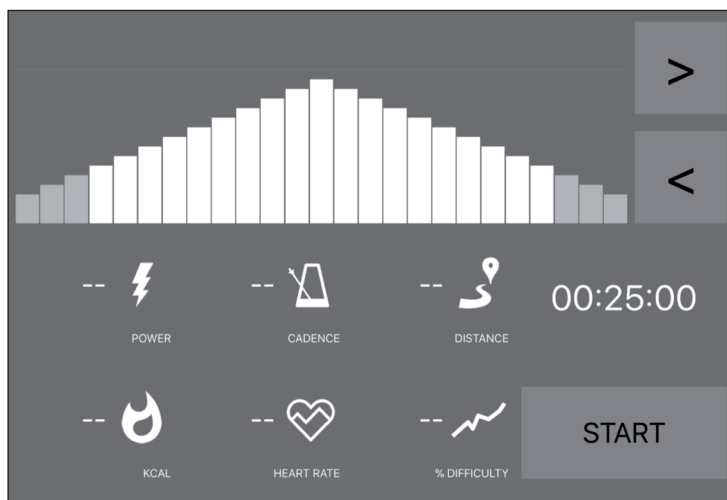 >
<
-- -- -- 00:25:00
POWER CADENCE DISTANCE
-- -- --
START
KCAL HEART RATE % DIFFICULTY